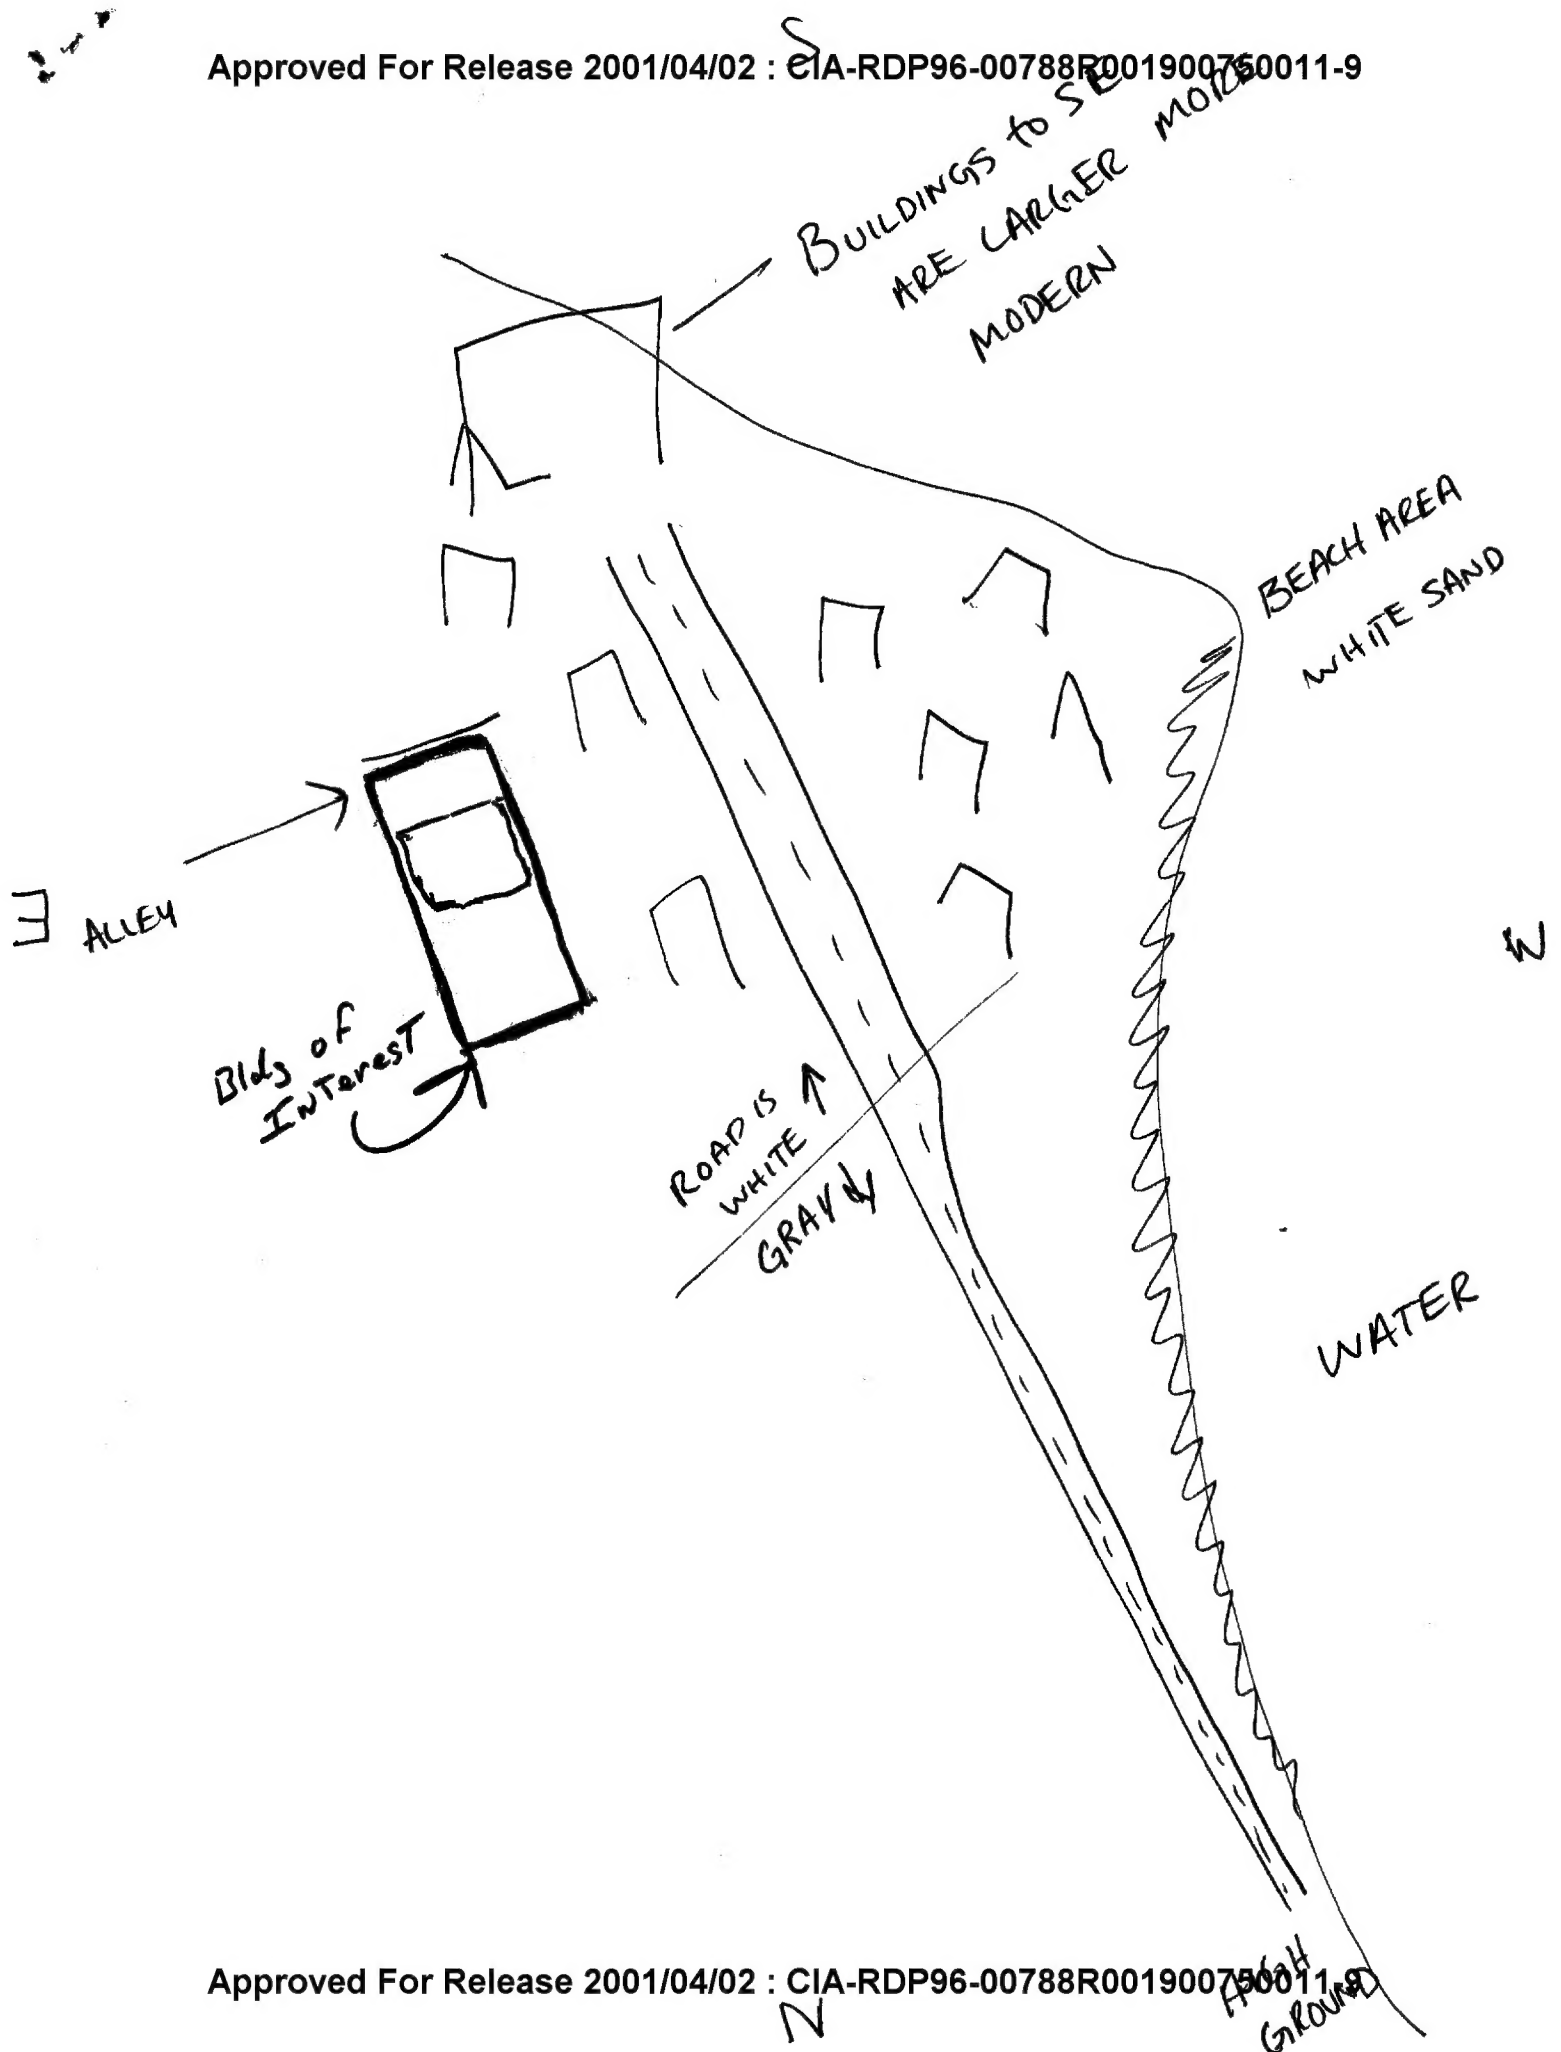 S
Approved For Release 2001/04/02 : CIA-RDP96-00788R001900750011-9
BUILDINGS to SE
ARE LARGER MORE
MODERN
BEACH AREA
WHITE SAND
E
ALLEY
W
Bldg of
InteresT
ROAD IS
WHITE
GRAY
WATER
Approved For Release 2001/04/02 : CIA-RDP96-00788R001900750011-9
HIGH
GROUND
N